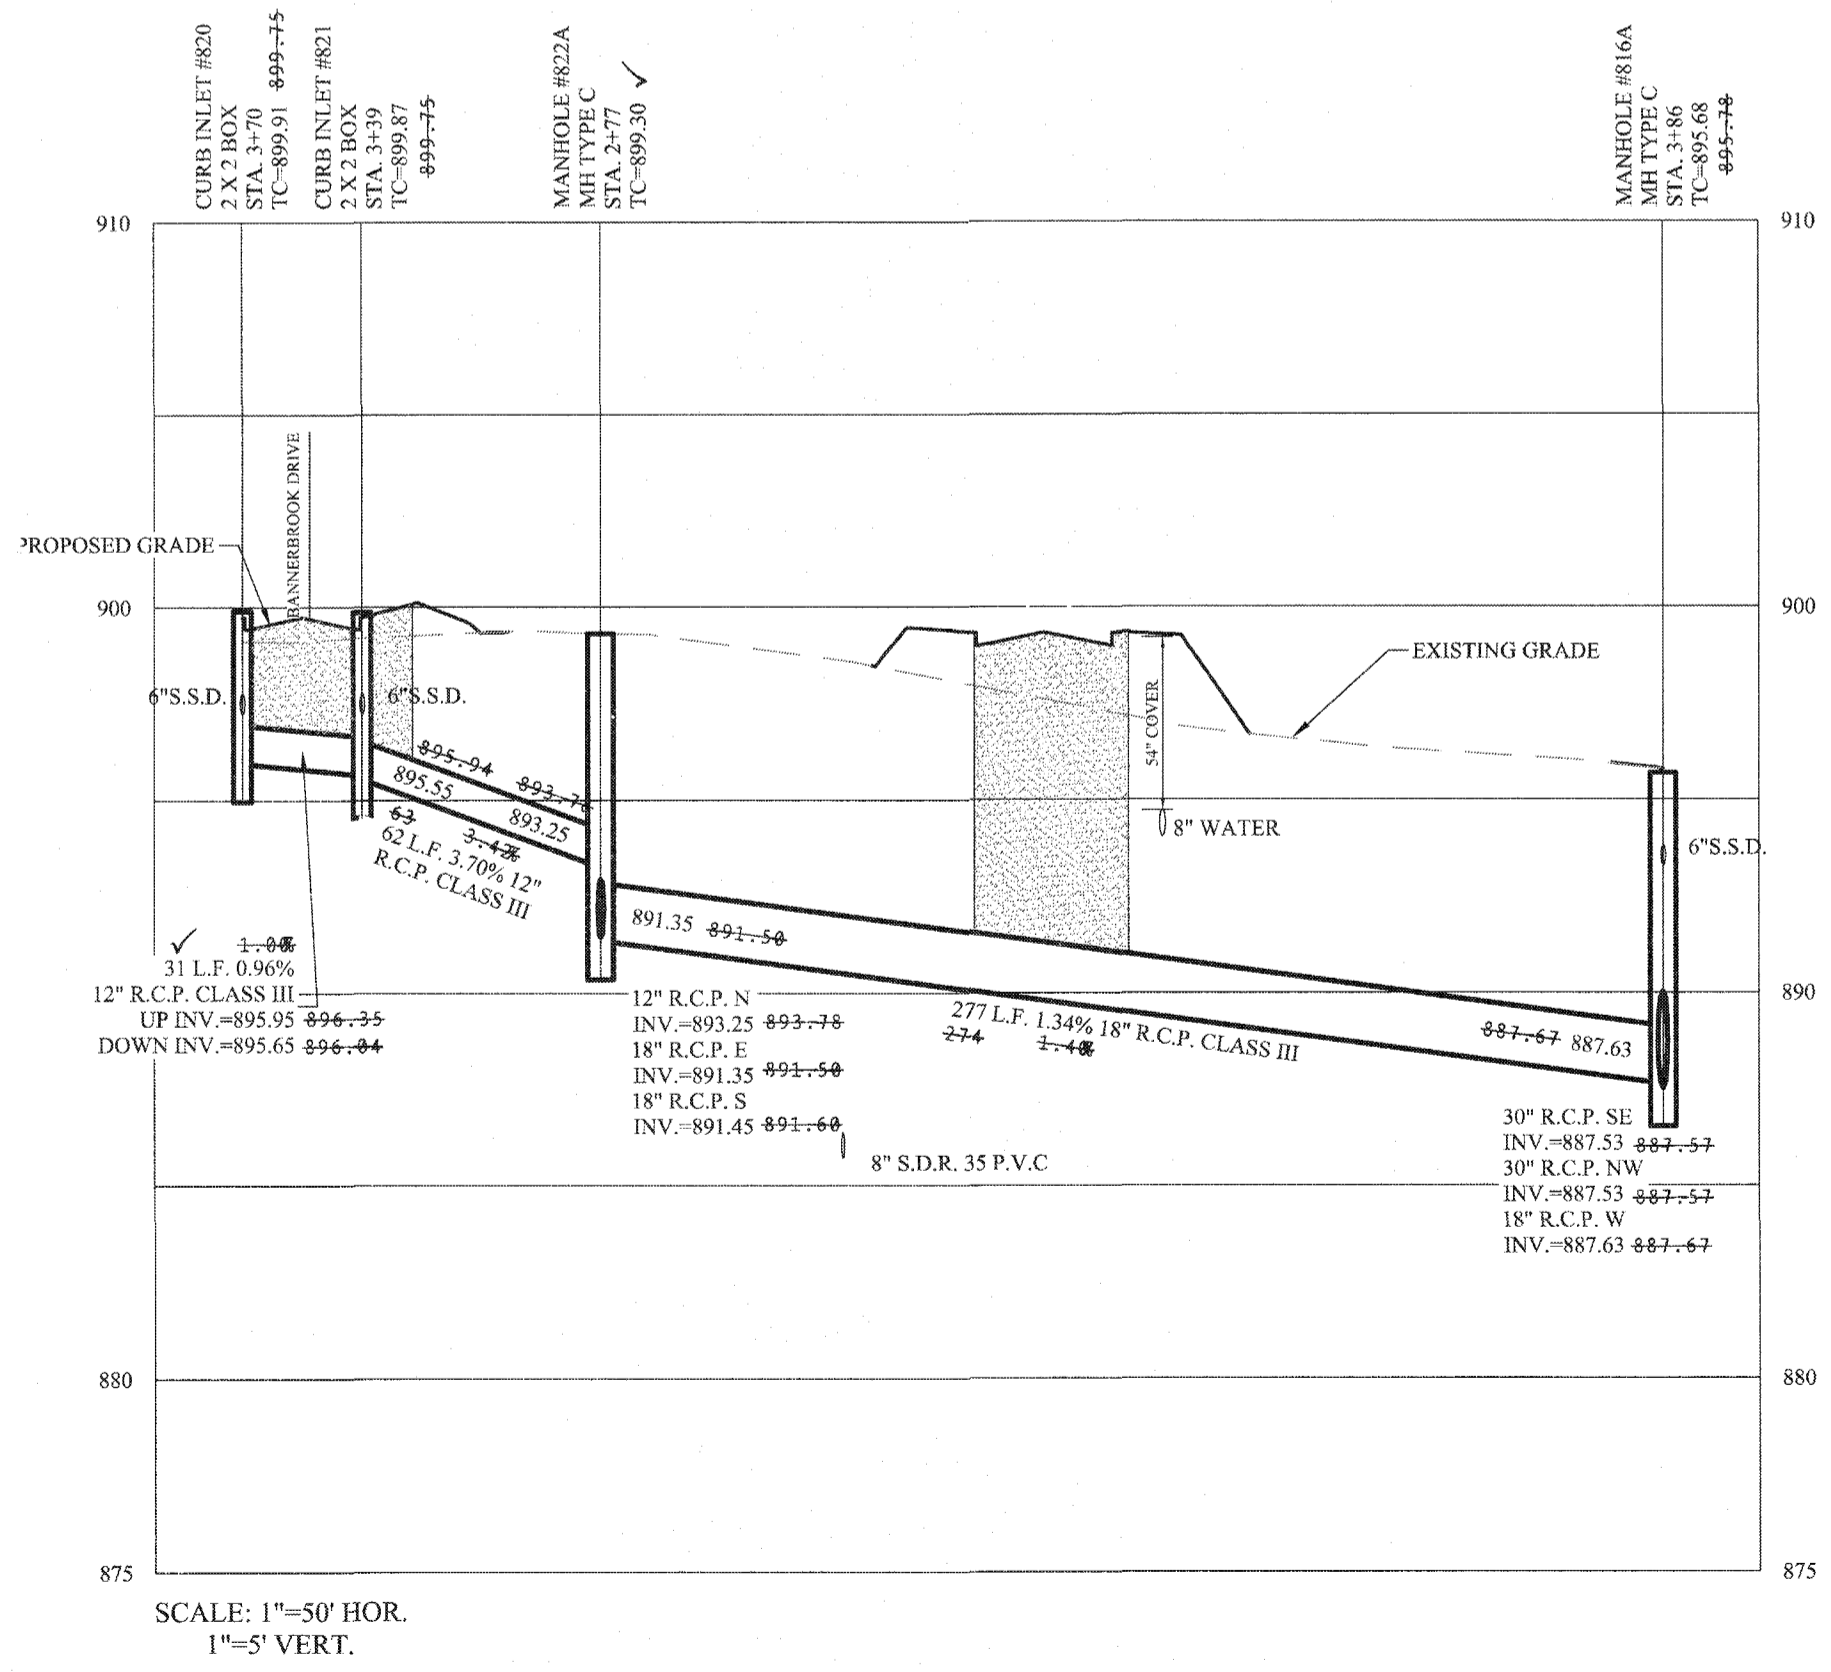 CURB INLET #820
2 X 2 BOX
STA. 3+70
TC=899.91 899.75
CURB INLET #821
2 X 2 BOX
STA. 3+39
TC=899.87
899.75
MANHOLE #822A
MH TYPE C
STA. 2+77
TC=899.30 ✓
MANHOLE #816A
MH TYPE C
STA. 3+86
TC=895.68
895.78
910
910
BANNERBROOK DRIVE
PROPOSED GRADE
900
900
EXISTING GRADE
6"S.S.D.
6"S.S.D.
54" COVER
8" WATER
6"S.S.D.
895.94 893.78
895.55 893.25
63 3.42%
62 L.F. 3.70% 12"
R.C.P. CLASS III
891.35 891.50
✓ 1.00%
31 L.F. 0.96%
12" R.C.P. CLASS III
UP INV.=895.95 896.35
DOWN INV.=895.65 896.04
890
12" R.C.P. N
INV.=893.25 893.78
18" R.C.P. E
INV.=891.35 891.50
18" R.C.P. S
INV.=891.45 891.60
277 L.F. 1.34% 18" R.C.P. CLASS III
274 1.40%
887.67 887.63
8" S.D.R. 35 P.V.C
30" R.C.P. SE
INV.=887.53 887.57
30" R.C.P. NW
INV.=887.53 887.57
18" R.C.P. W
INV.=887.63 887.67
880
880
875
875
SCALE: 1"=50' HOR.
1"=5' VERT.